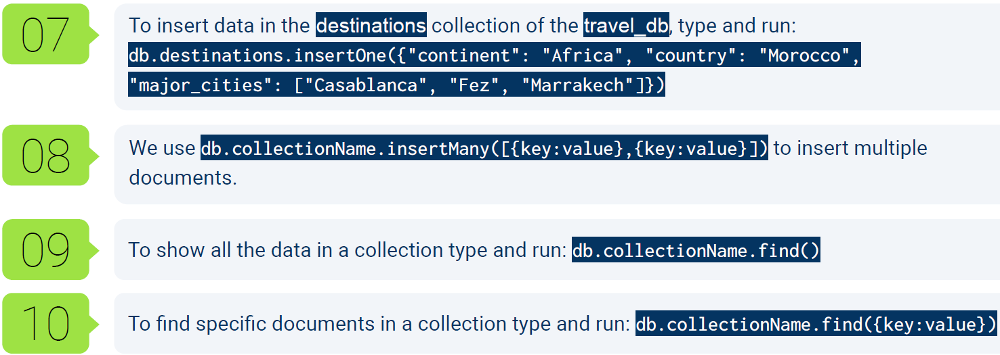 07
To insert data in the destinations collection of the travel_db, type and run:
db.destinations.insertOne({"continent": "Africa", "country": "Morocco",
"major_cities": ["Casablanca", "Fez", "Marrakech"]})
08
We use db.collectionName.insertMany([{key:value},{key:value}]) to insert multiple
documents.
09
To show all the data in a collection type and run: db.collectionName.find()
10
To find specific documents in a collection type and run: db.collectionName.find({key:value})